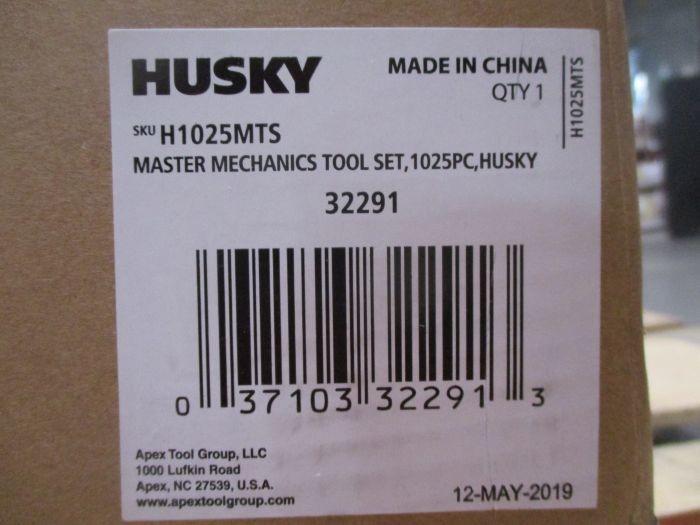 HUSKY
MADE IN CHINA
QTY 1
H1025MTS
SKU H1025MTS
MASTER MECHANICS TOOL SET,1025PC,HUSKY
32291
0 37103 32291 3
Apex Tool Group, LLC
1000 Lufkin Road
Apex, NC 27539, U.S.A.
www.apextoolgroup.com
12-MAY-2019